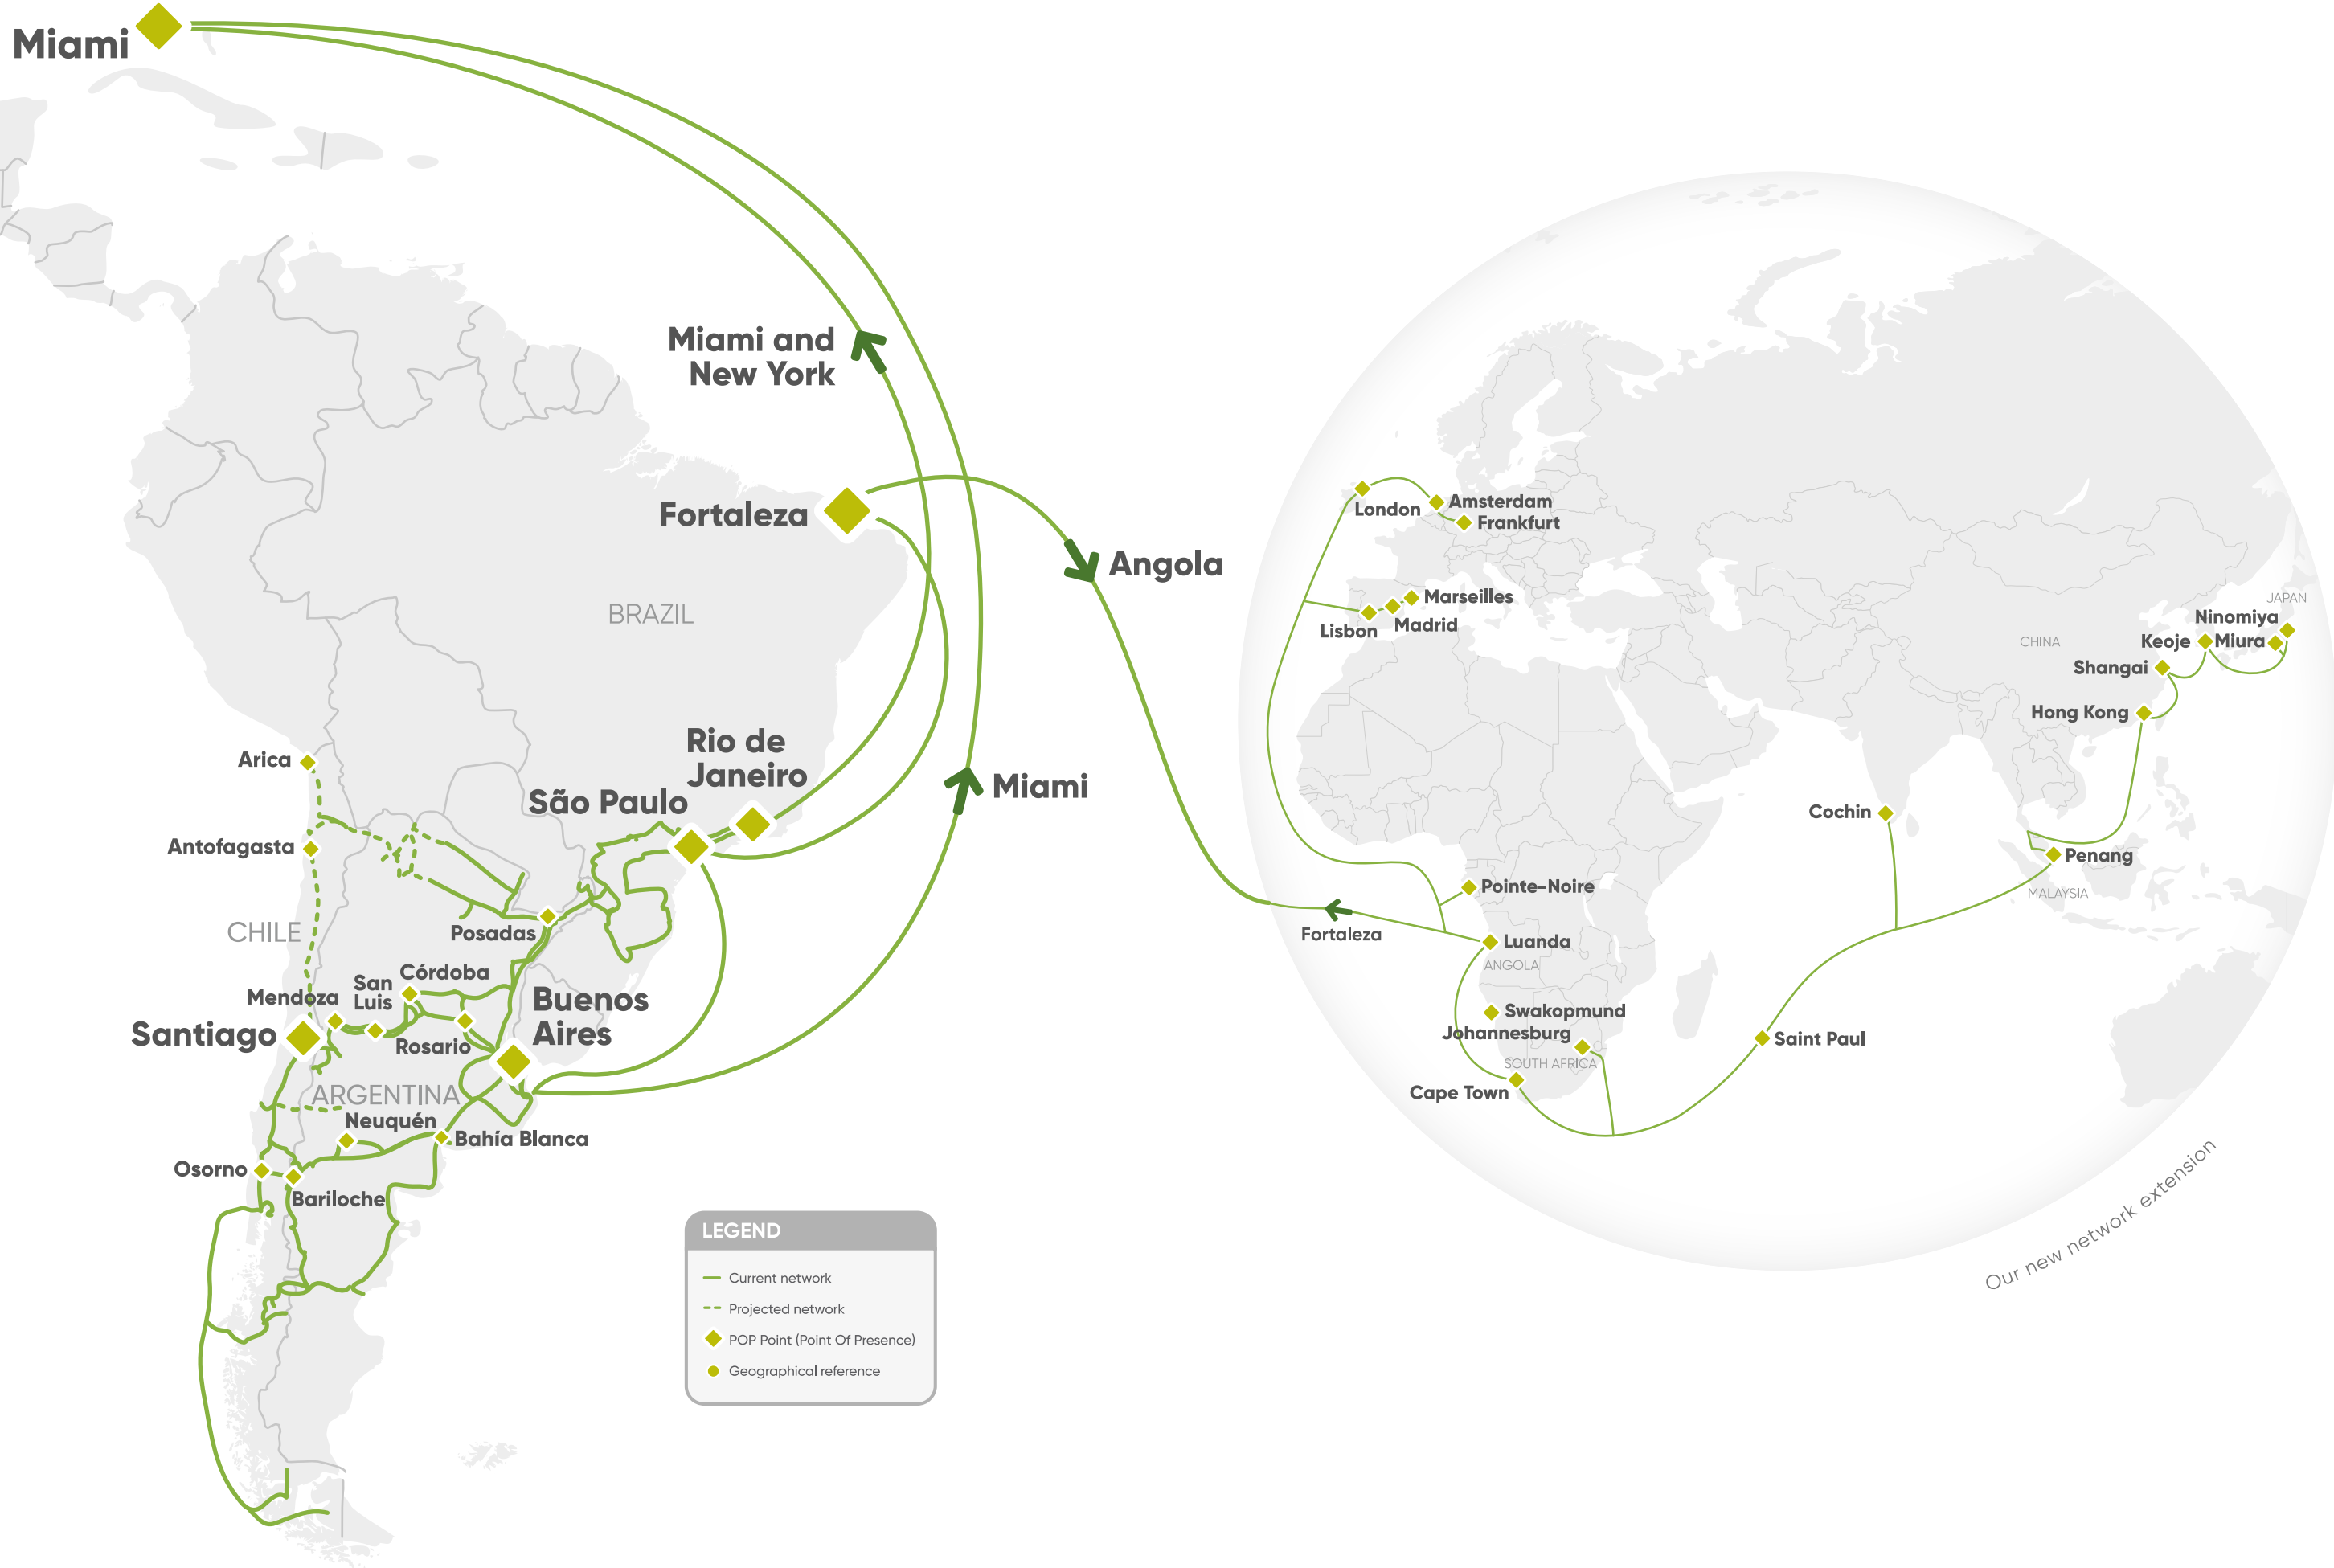 Miami
Miami and
New York
Fortaleza
Angola
BRAZIL
Rio de
Janeiro
São Paulo
Miami
Arica
Antofagasta
CHILE
Posadas
Córdoba
San
Luis
Mendoza
Santiago
Rosario
Buenos
Aires
ARGENTINA
Neuquén
Bahía Blanca
Osorno
Bariloche
LEGEND
Current network
Projected network
POP Point (Point Of Presence)
Geographical reference
London
Amsterdam
Frankfurt
Marseilles
Madrid
Lisbon
JAPAN
Ninomiya
CHINA
Keoje
Miura
Shangai
Hong Kong
Cochin
Penang
MALAYSIA
Pointe-Noire
Fortaleza
Luanda
ANGOLA
Swakopmund
Johannesburg
SOUTH AFRICA
Cape Town
Saint Paul
Our new network extension